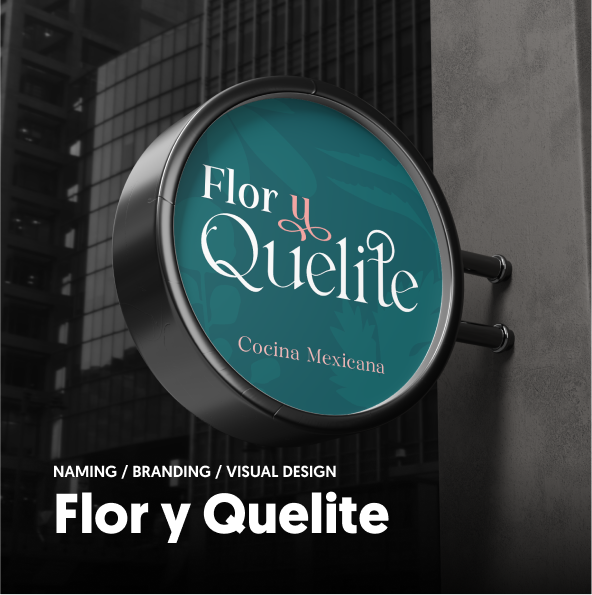 Flor y
Quelite
Cocina Mexicana
NAMING / BRANDING / VISUAL DESIGN
Flor y Quelite